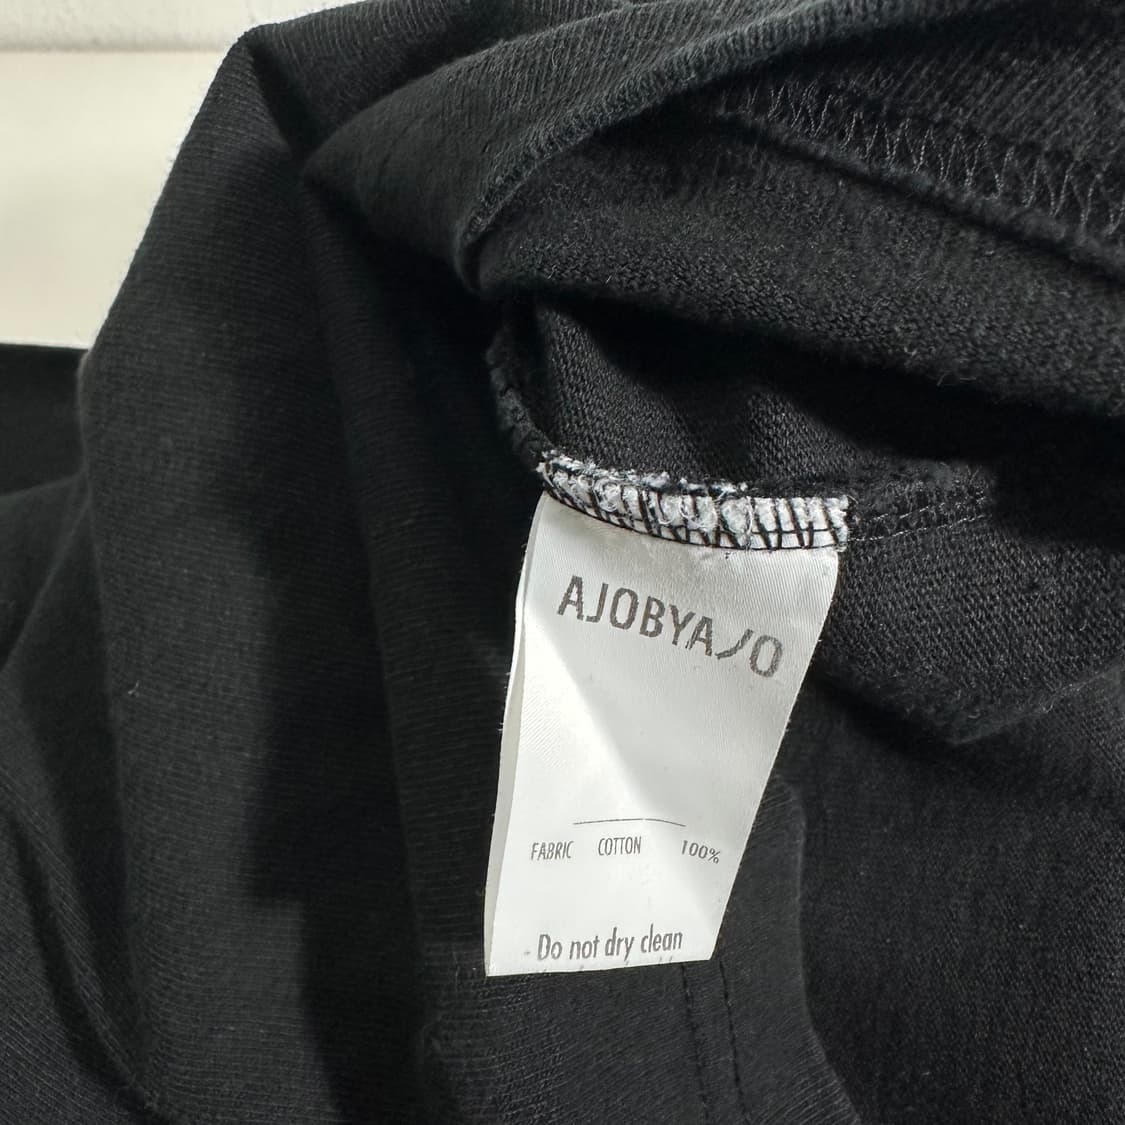 AJOBYAJO
FABRIC COTTON 100%
Do not dry clean